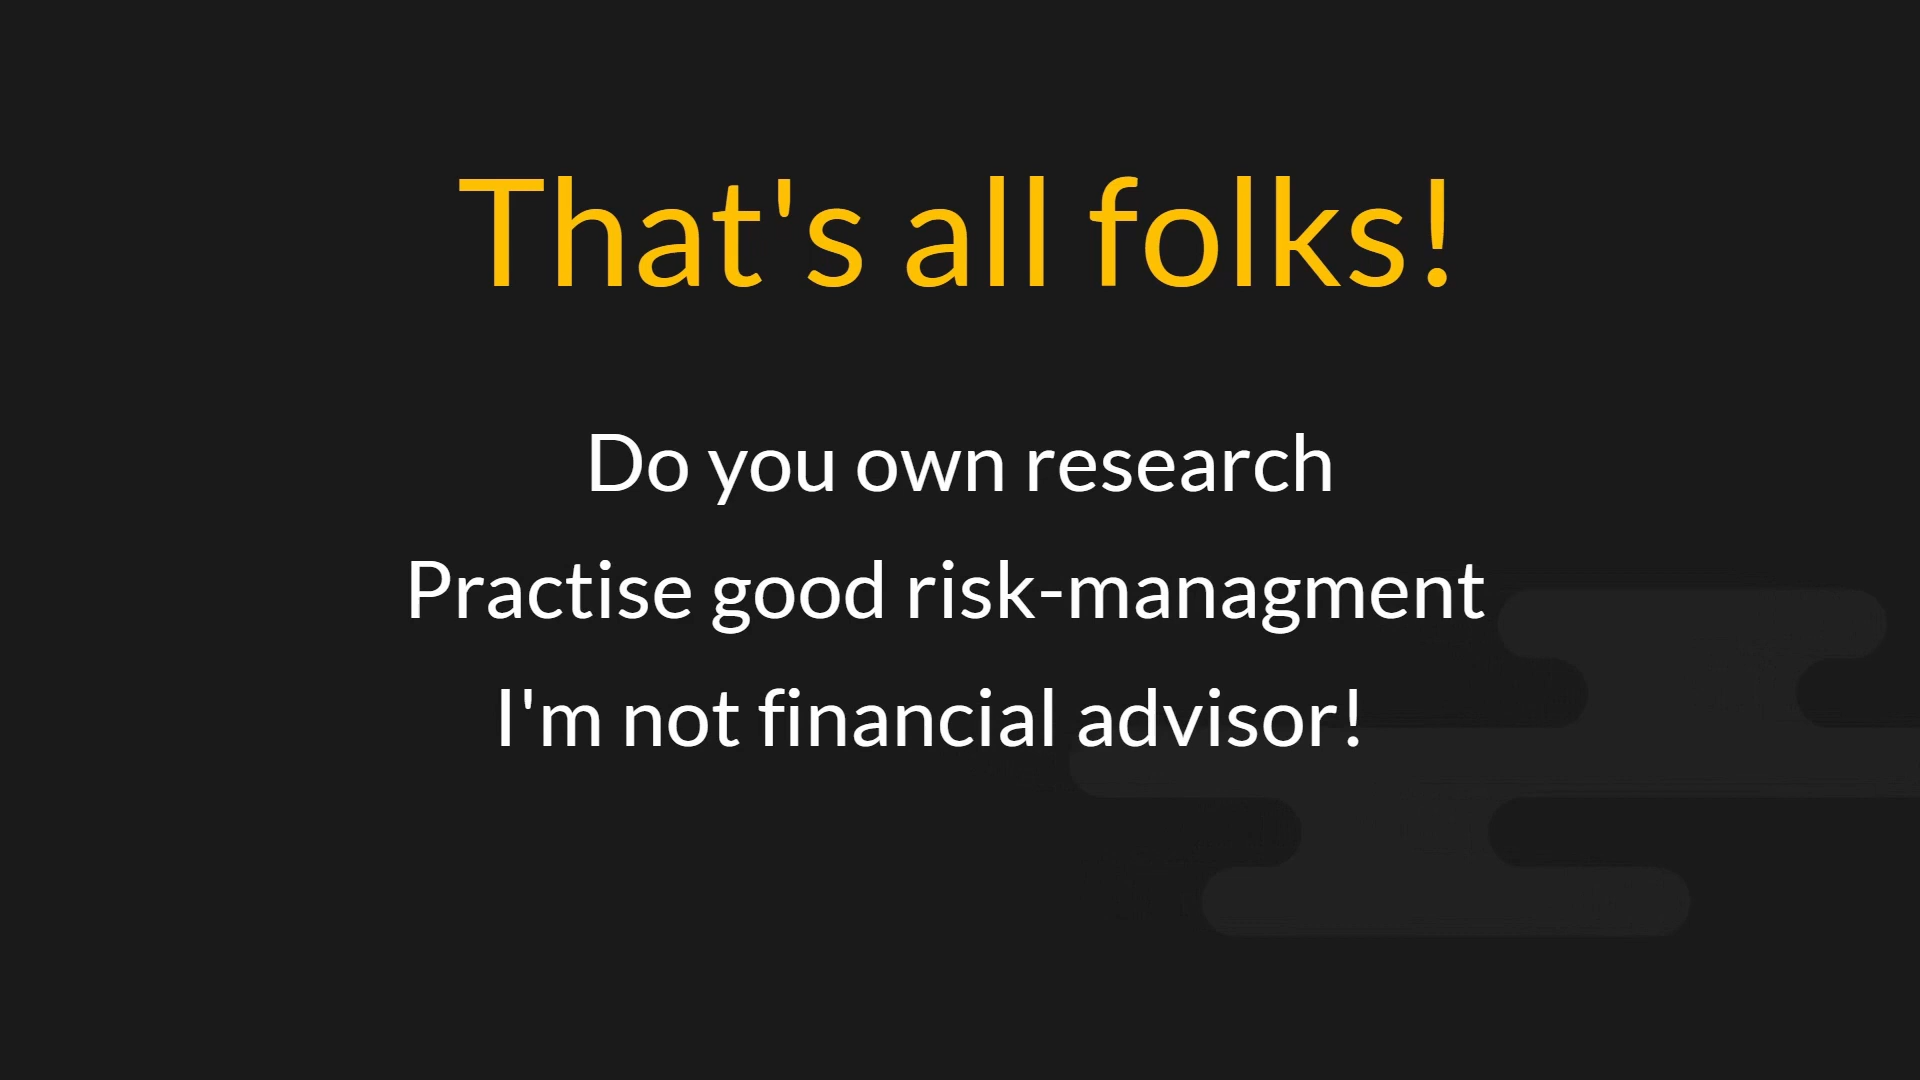 That's all folks!
Do you own research
Practise good risk-managment
I'm not financial advisor!